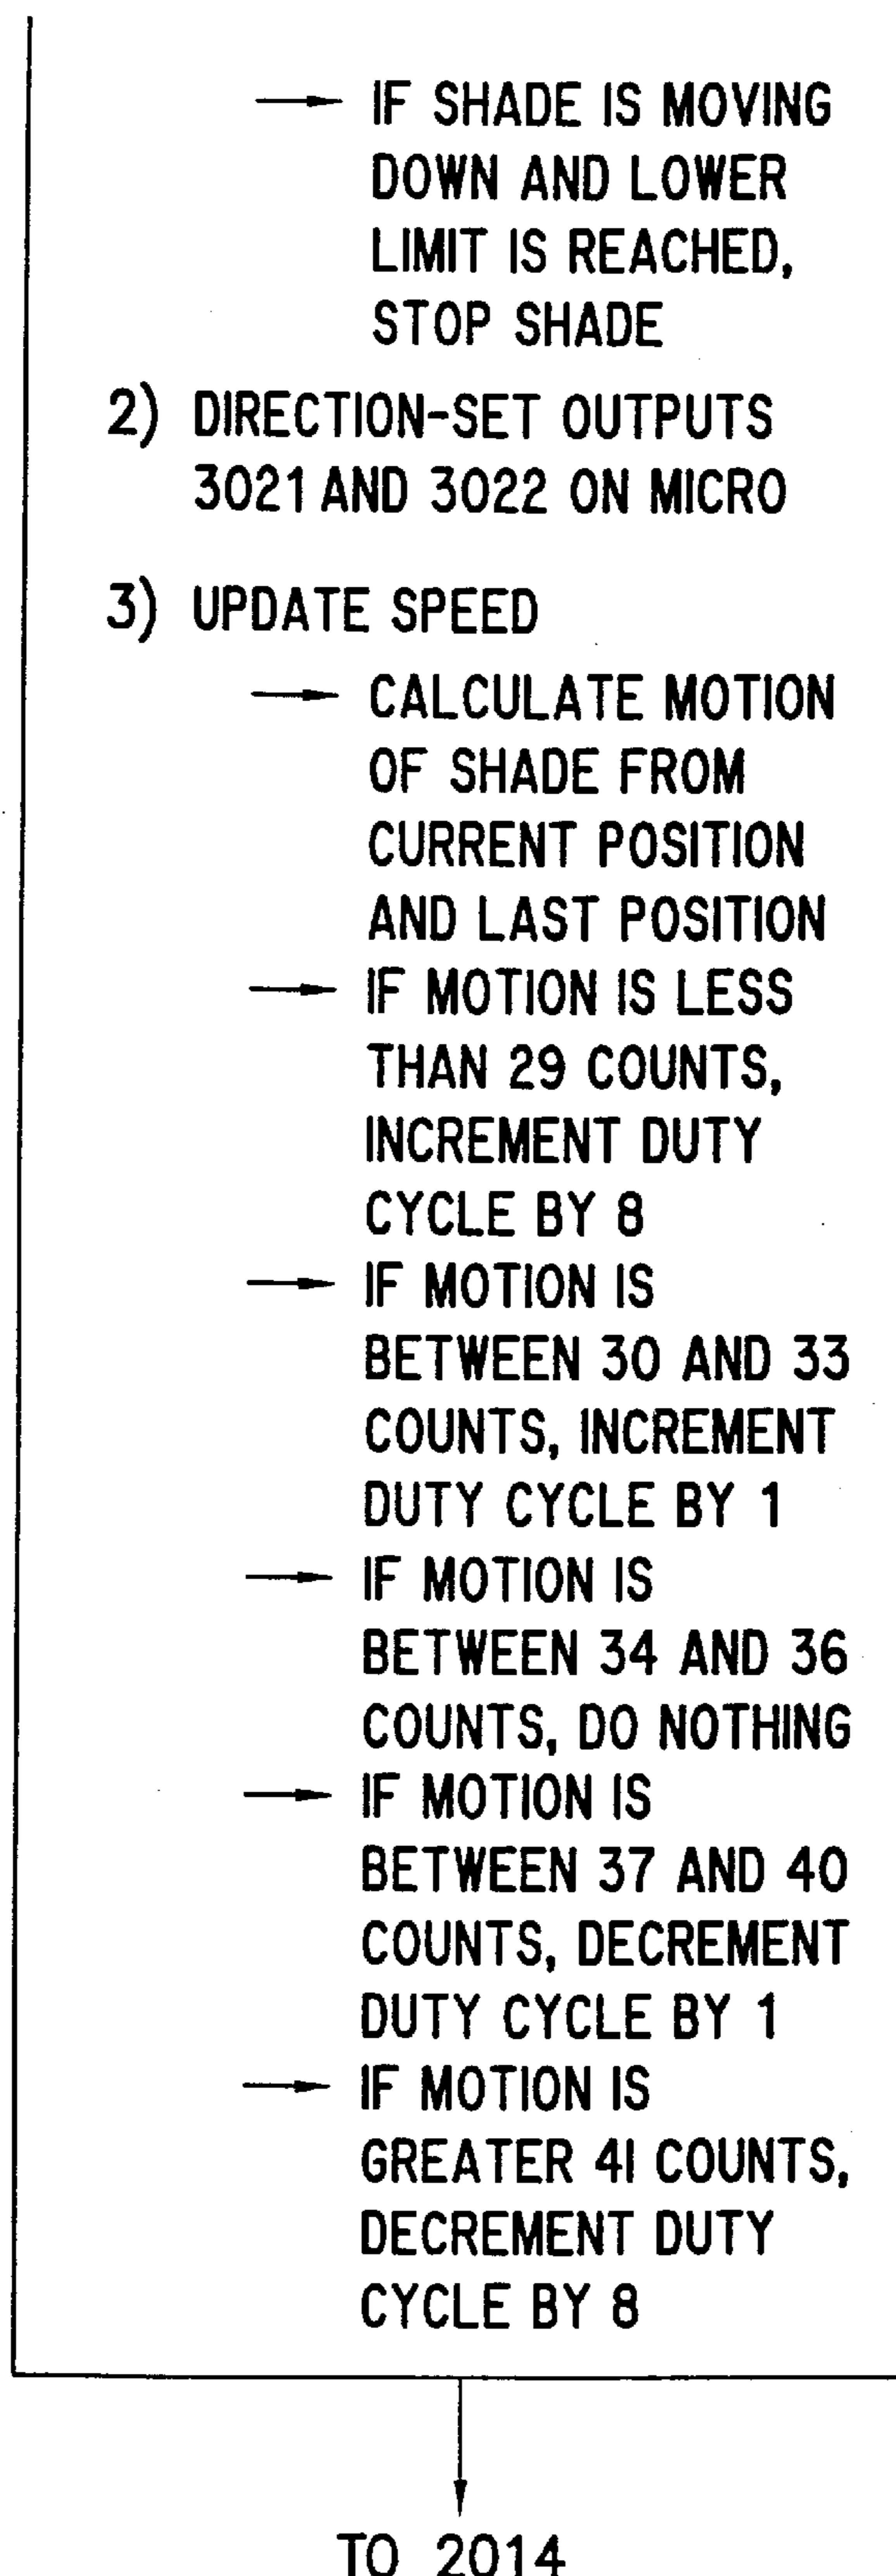 IF SHADE IS MOVING
DOWN AND LOWER
LIMIT IS REACHED,
STOP SHADE
2) DIRECTION-SET OUTPUTS
3021 AND 3022 ON MICRO
3) UPDATE SPEED
CALCULATE MOTION
OF SHADE FROM
CURRENT POSITION
AND LAST POSITION
IF MOTION IS LESS
THAN 29 COUNTS,
INCREMENT DUTY
CYCLE BY 8
IF MOTION IS
BETWEEN 30 AND 33
COUNTS, INCREMENT
DUTY CYCLE BY 1
IF MOTION IS
BETWEEN 34 AND 36
COUNTS, DO NOTHING
IF MOTION IS
BETWEEN 37 AND 40
COUNTS, DECREMENT
DUTY CYCLE BY 1
IF MOTION IS
GREATER 41 COUNTS,
DECREMENT DUTY
CYCLE BY 8
TO 2014